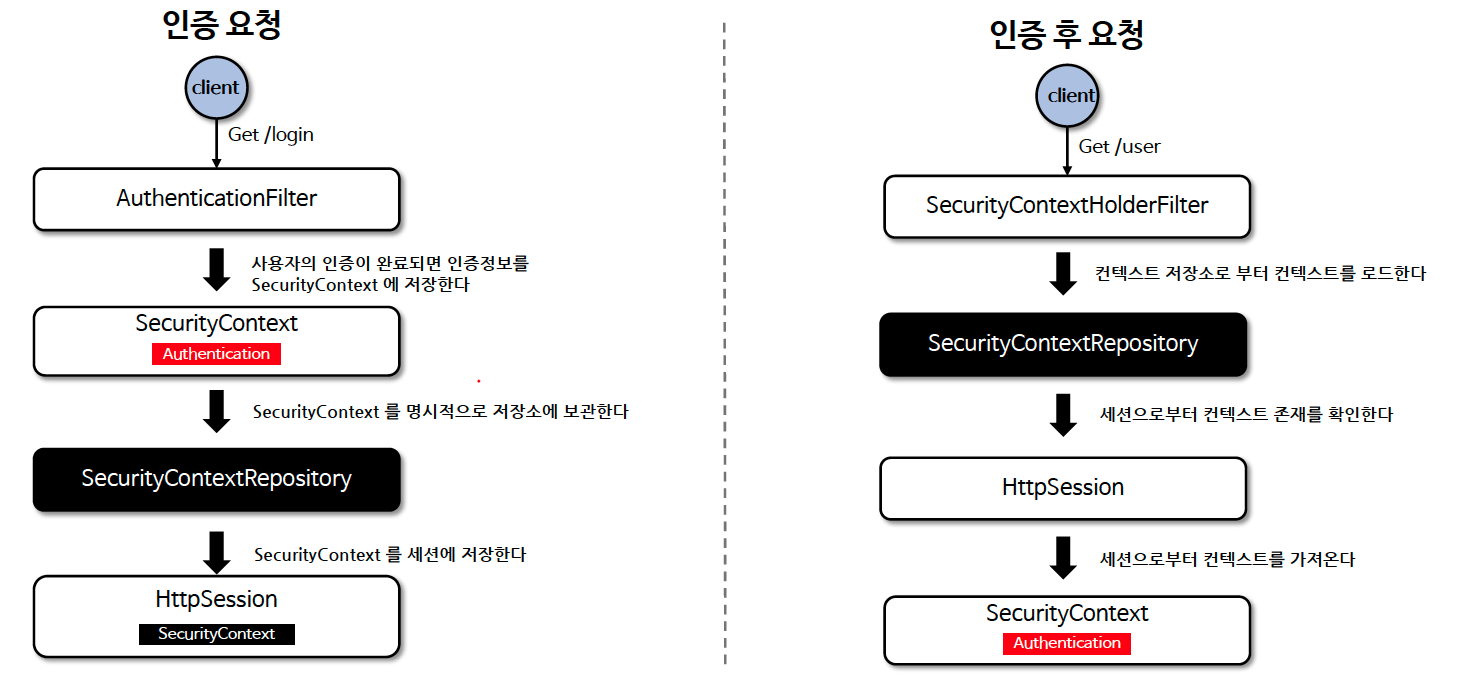 인증 요청
client
Get /login
AuthenticationFilter
사용자의 인증이 완료되면 인증정보를
SecurityContext 에 저장한다
SecurityContext
Authentication
SecurityContext 를 명시적으로 저장소에 보관한다
SecurityContextRepository
SecurityContext 를 세션에 저장한다
HttpSession
SecurityContext
인증 후 요청
client
Get /user
SecurityContextHolderFilter
컨텍스트 저장소로 부터 컨텍스트를 로드한다
SecurityContextRepository
세션으로부터 컨텍스트 존재를 확인한다
HttpSession
세션으로부터 컨텍스트를 가져온다
SecurityContext
Authentication